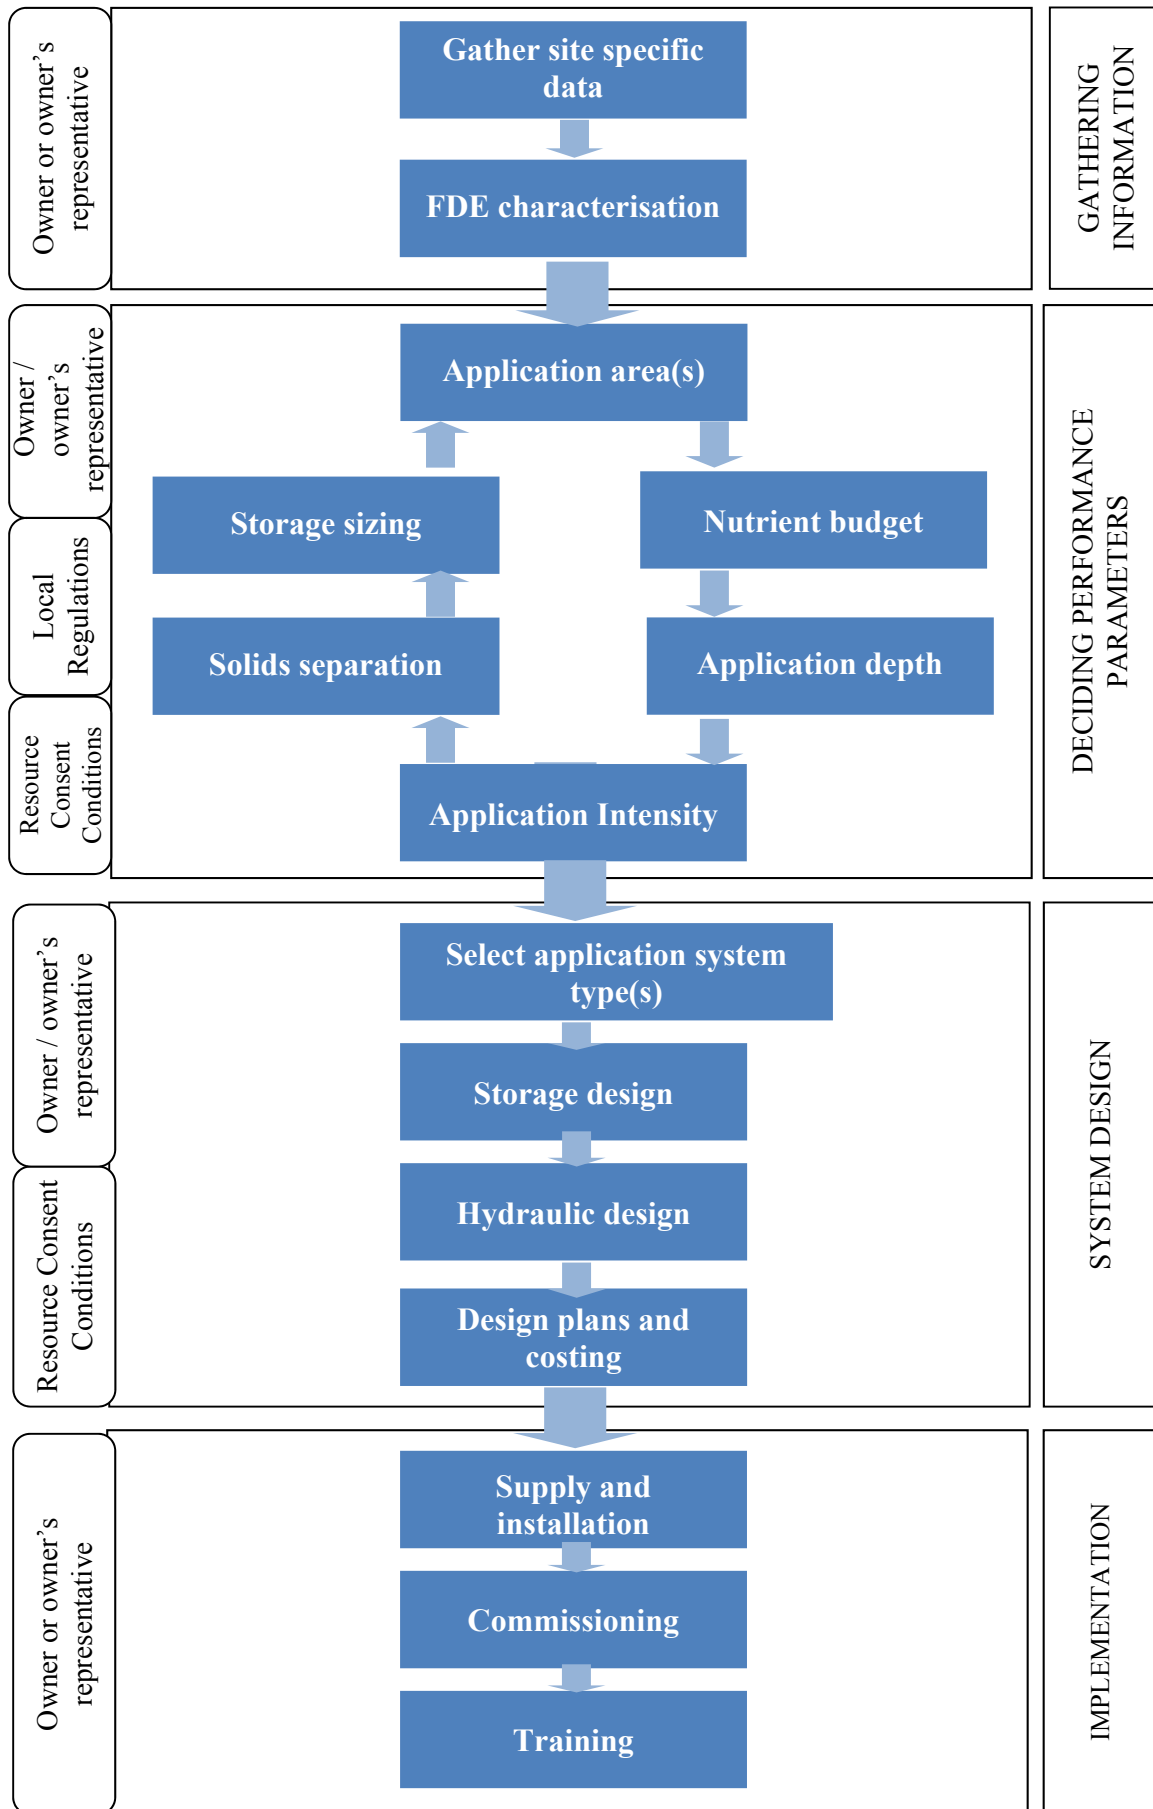 Owner or owner's
representative
Gather site specific
data
FDE characterisation
GATHERING
INFORMATION
Owner /
owner's
representative
Local
Regulations
Resource
Consent
Conditions
Application area(s)
Storage sizing
Nutrient budget
Solids separation
Application depth
Application Intensity
DECIDING PERFORMANCE
PARAMETERS
Owner / owner's
representative
Resource Consent
Conditions
Select application system
type(s)
Storage design
Hydraulic design
Design plans and
costing
SYSTEM DESIGN
Owner or owner's
representative
Supply and
installation
Commissioning
Training
IMPLEMENTATION